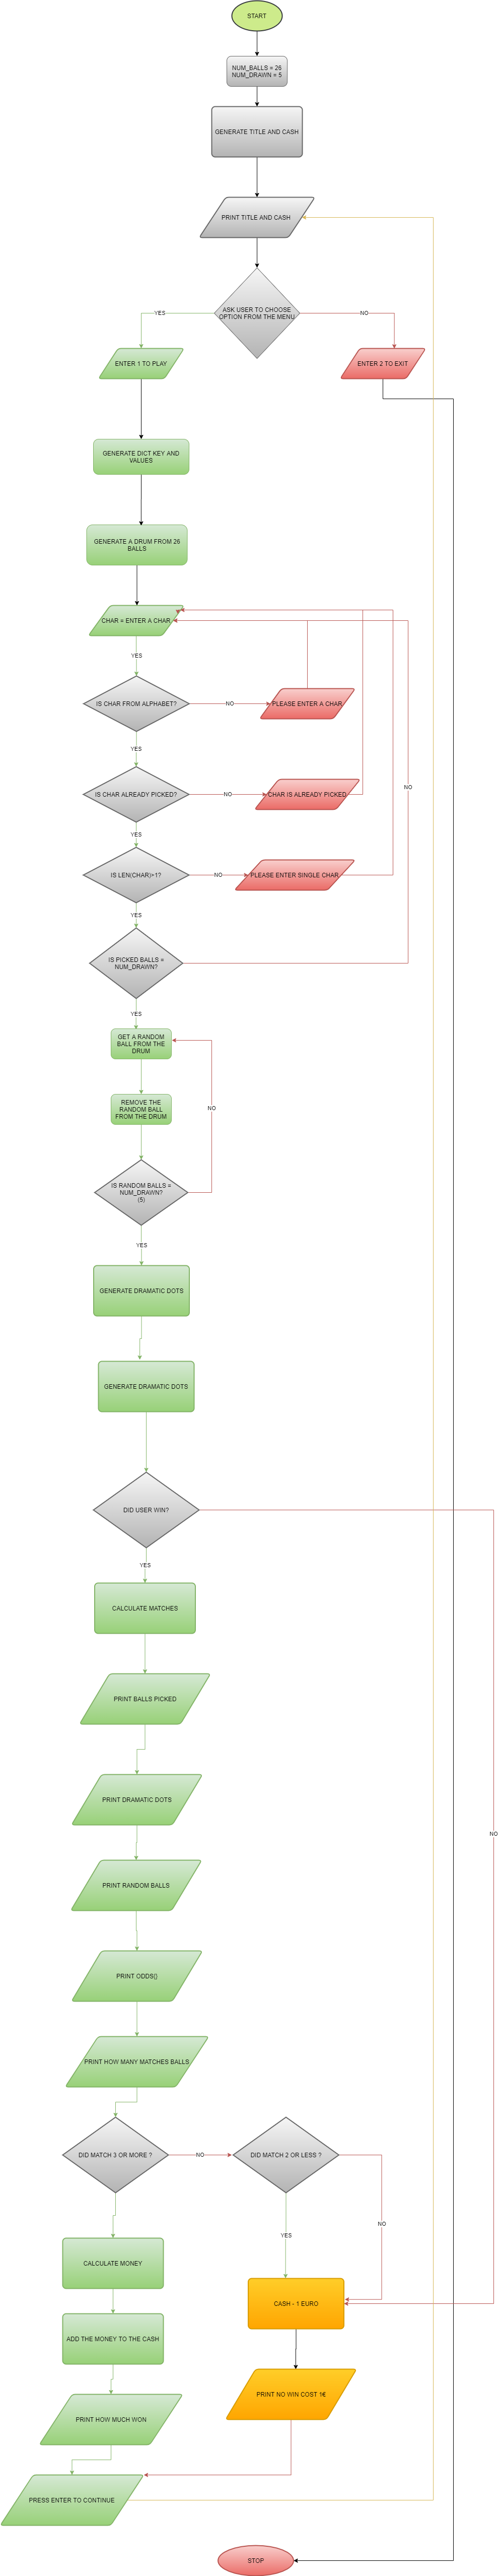 START
NUM_BALLS = 26
NUM_DRAWN = 5
GENERATE TITLE AND CASH
PRINT TITLE AND CASH
ASK USER TO CHOOSE
OPTION FROM THE MENU
YES
NO
ENTER 1 TO PLAY
ENTER 2 TO EXIT
GENERATE DICT KEY AND
VALUES
GENERATE A DRUM FROM 26
BALLS
CHAR = ENTER A CHAR
YES
IS CHAR FROM ALPHABET?
NO
PLEASE ENTER A CHAR
YES
IS CHAR ALREADY PICKED?
NO
CHAR IS ALREADY PICKED
NO
YES
IS LEN(CHAR)>1?
NO
PLEASE ENTER SINGLE CHAR
YES
IS PICKED BALLS =
NUM_DRAWN?
YES
GET A RANDOM
BALL FROM THE
DRUM
REMOVE THE
RANDOM BALL
FROM THE DRUM
NO
IS RANDOM BALLS =
NUM_DRAWN?
(5)
YES
GENERATE DRAMATIC DOTS
GENERATE DRAMATIC DOTS
DID USER WIN?
YES
CALCULATE MATCHES
PRINT BALLS PICKED
PRINT DRAMATIC DOTS
NO
PRINT RANDOM BALLS
PRINT ODDS()
PRINT HOW MANY MATCHES BALLS
DID MATCH 3 OR MORE ?
NO
DID MATCH 2 OR LESS ?
NO
YES
CALCULATE MONEY
CASH - 1 EURO
ADD THE MONEY TO THE CASH
PRINT NO WIN COST 1€
PRINT HOW MUCH WON
PRESS ENTER TO CONTINUE
STOP